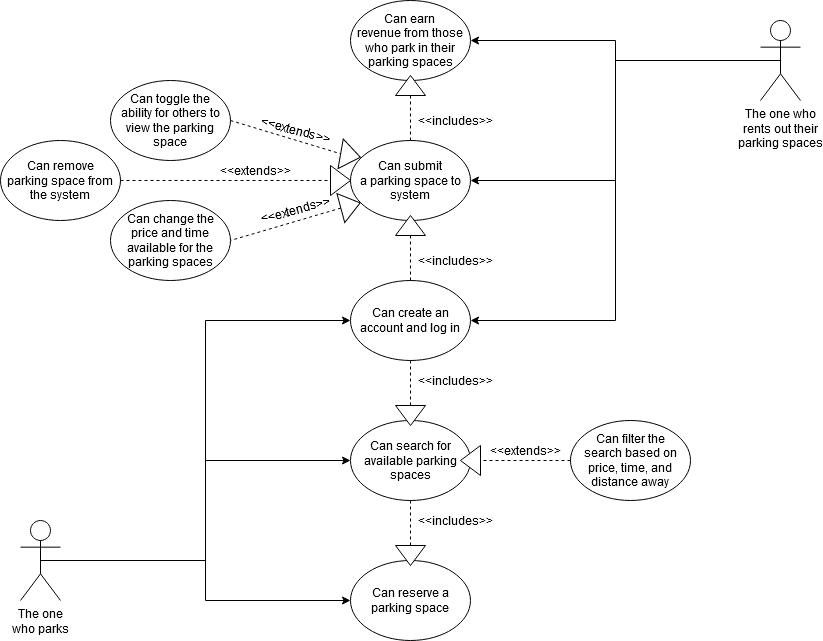 Can earn
revenue from those
who park in their
parking spaces
The one who
rents out their
parking spaces
Can toggle the
ability for others to
view the parking
space
<<extends>>
<<includes>>
Can remove
parking space from
the system
<<extends>>
Can submit
a parking space to
system
Can change the
price and time
available for the
parking spaces
<<extends>>
<<includes>>
Can create an
account and log in
<<includes>>
Can search for
available parking
spaces
<<extends>>
Can filter the
search based on
price, time, and
distance away
<<includes>>
Can reserve a
parking space
The one
who parks